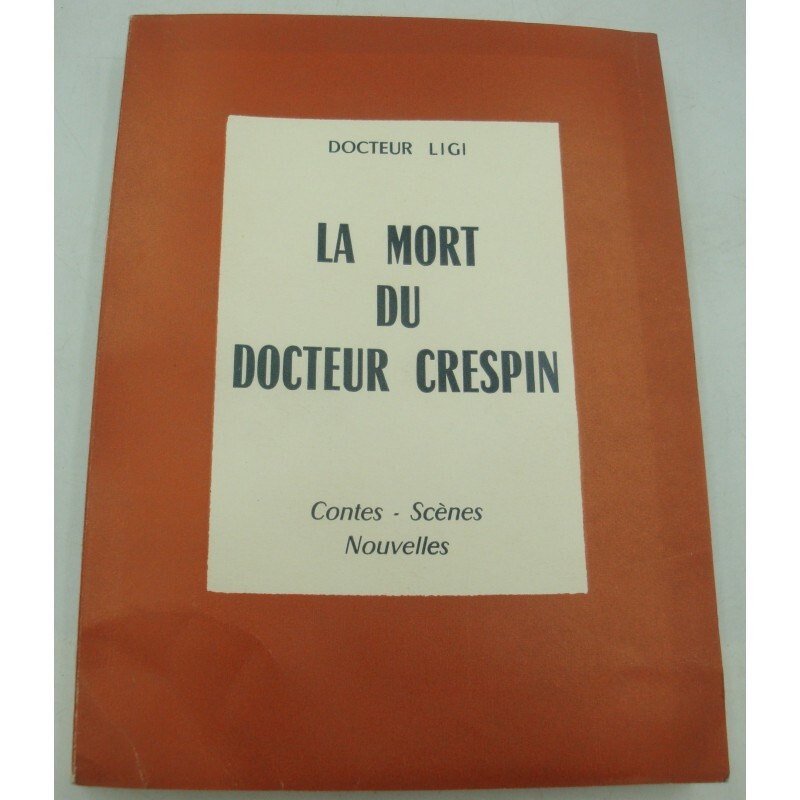 DOCTEUR LIGI
LA MORT
DU
DOCTEUR CRESPIN
Contes - Scènes
Nouvelles